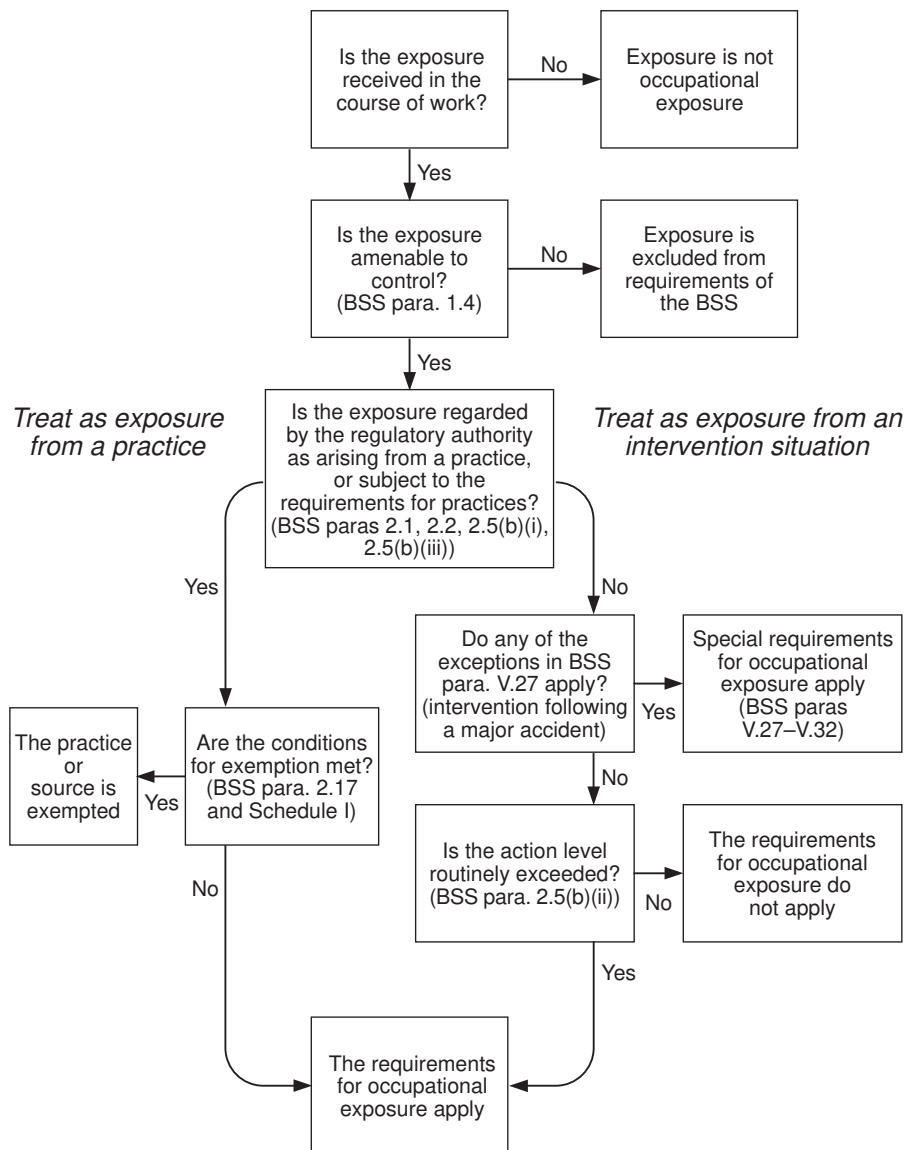 Is the exposure
received in the
course of work?
No
Exposure is not
occupational
exposure
Yes
Is the exposure
amenable to
control?
(BSS para. 1.4)
No
Exposure is
excluded from
requirements of
the BSS
Yes
Treat as exposure
from a practice
Is the exposure regarded
by the regulatory authority
as arising from a practice,
or subject to the
requirements for practices?
(BSS paras 2.1, 2.2, 2.5(b)(i),
2.5(b)(iii))
Treat as exposure from an
intervention situation
Yes
No
Do any of the
exceptions in BSS
para. V.27 apply?
(intervention following
a major accident)
Yes
Special requirements
for occupational
exposure apply
(BSS paras
V.27–V.32)
The practice
or
source is
exempted
Yes
Are the conditions
for exemption met?
(BSS para. 2.17
and Schedule I)
No
Is the action level
routinely exceeded?
(BSS para. 2.5(b)(ii))
No
The requirements
for occupational
exposure do
not apply
No
Yes
The requirements
for occupational
exposure apply